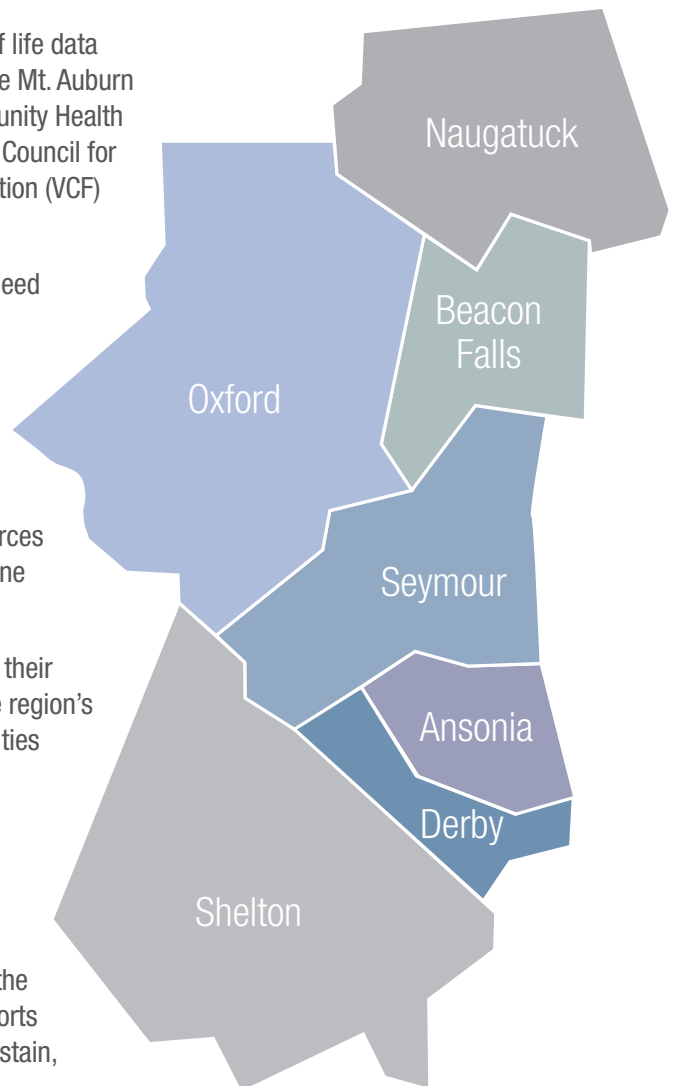 f life data
e Mt. Auburn
unity Health
Council for
tion (VCF)
eed
rces
ne
their
e region's
ties
the
orts
stain,
Naugatuck
Beacon
Falls
Oxford
Seymour
Ansonia
Derby
Shelton